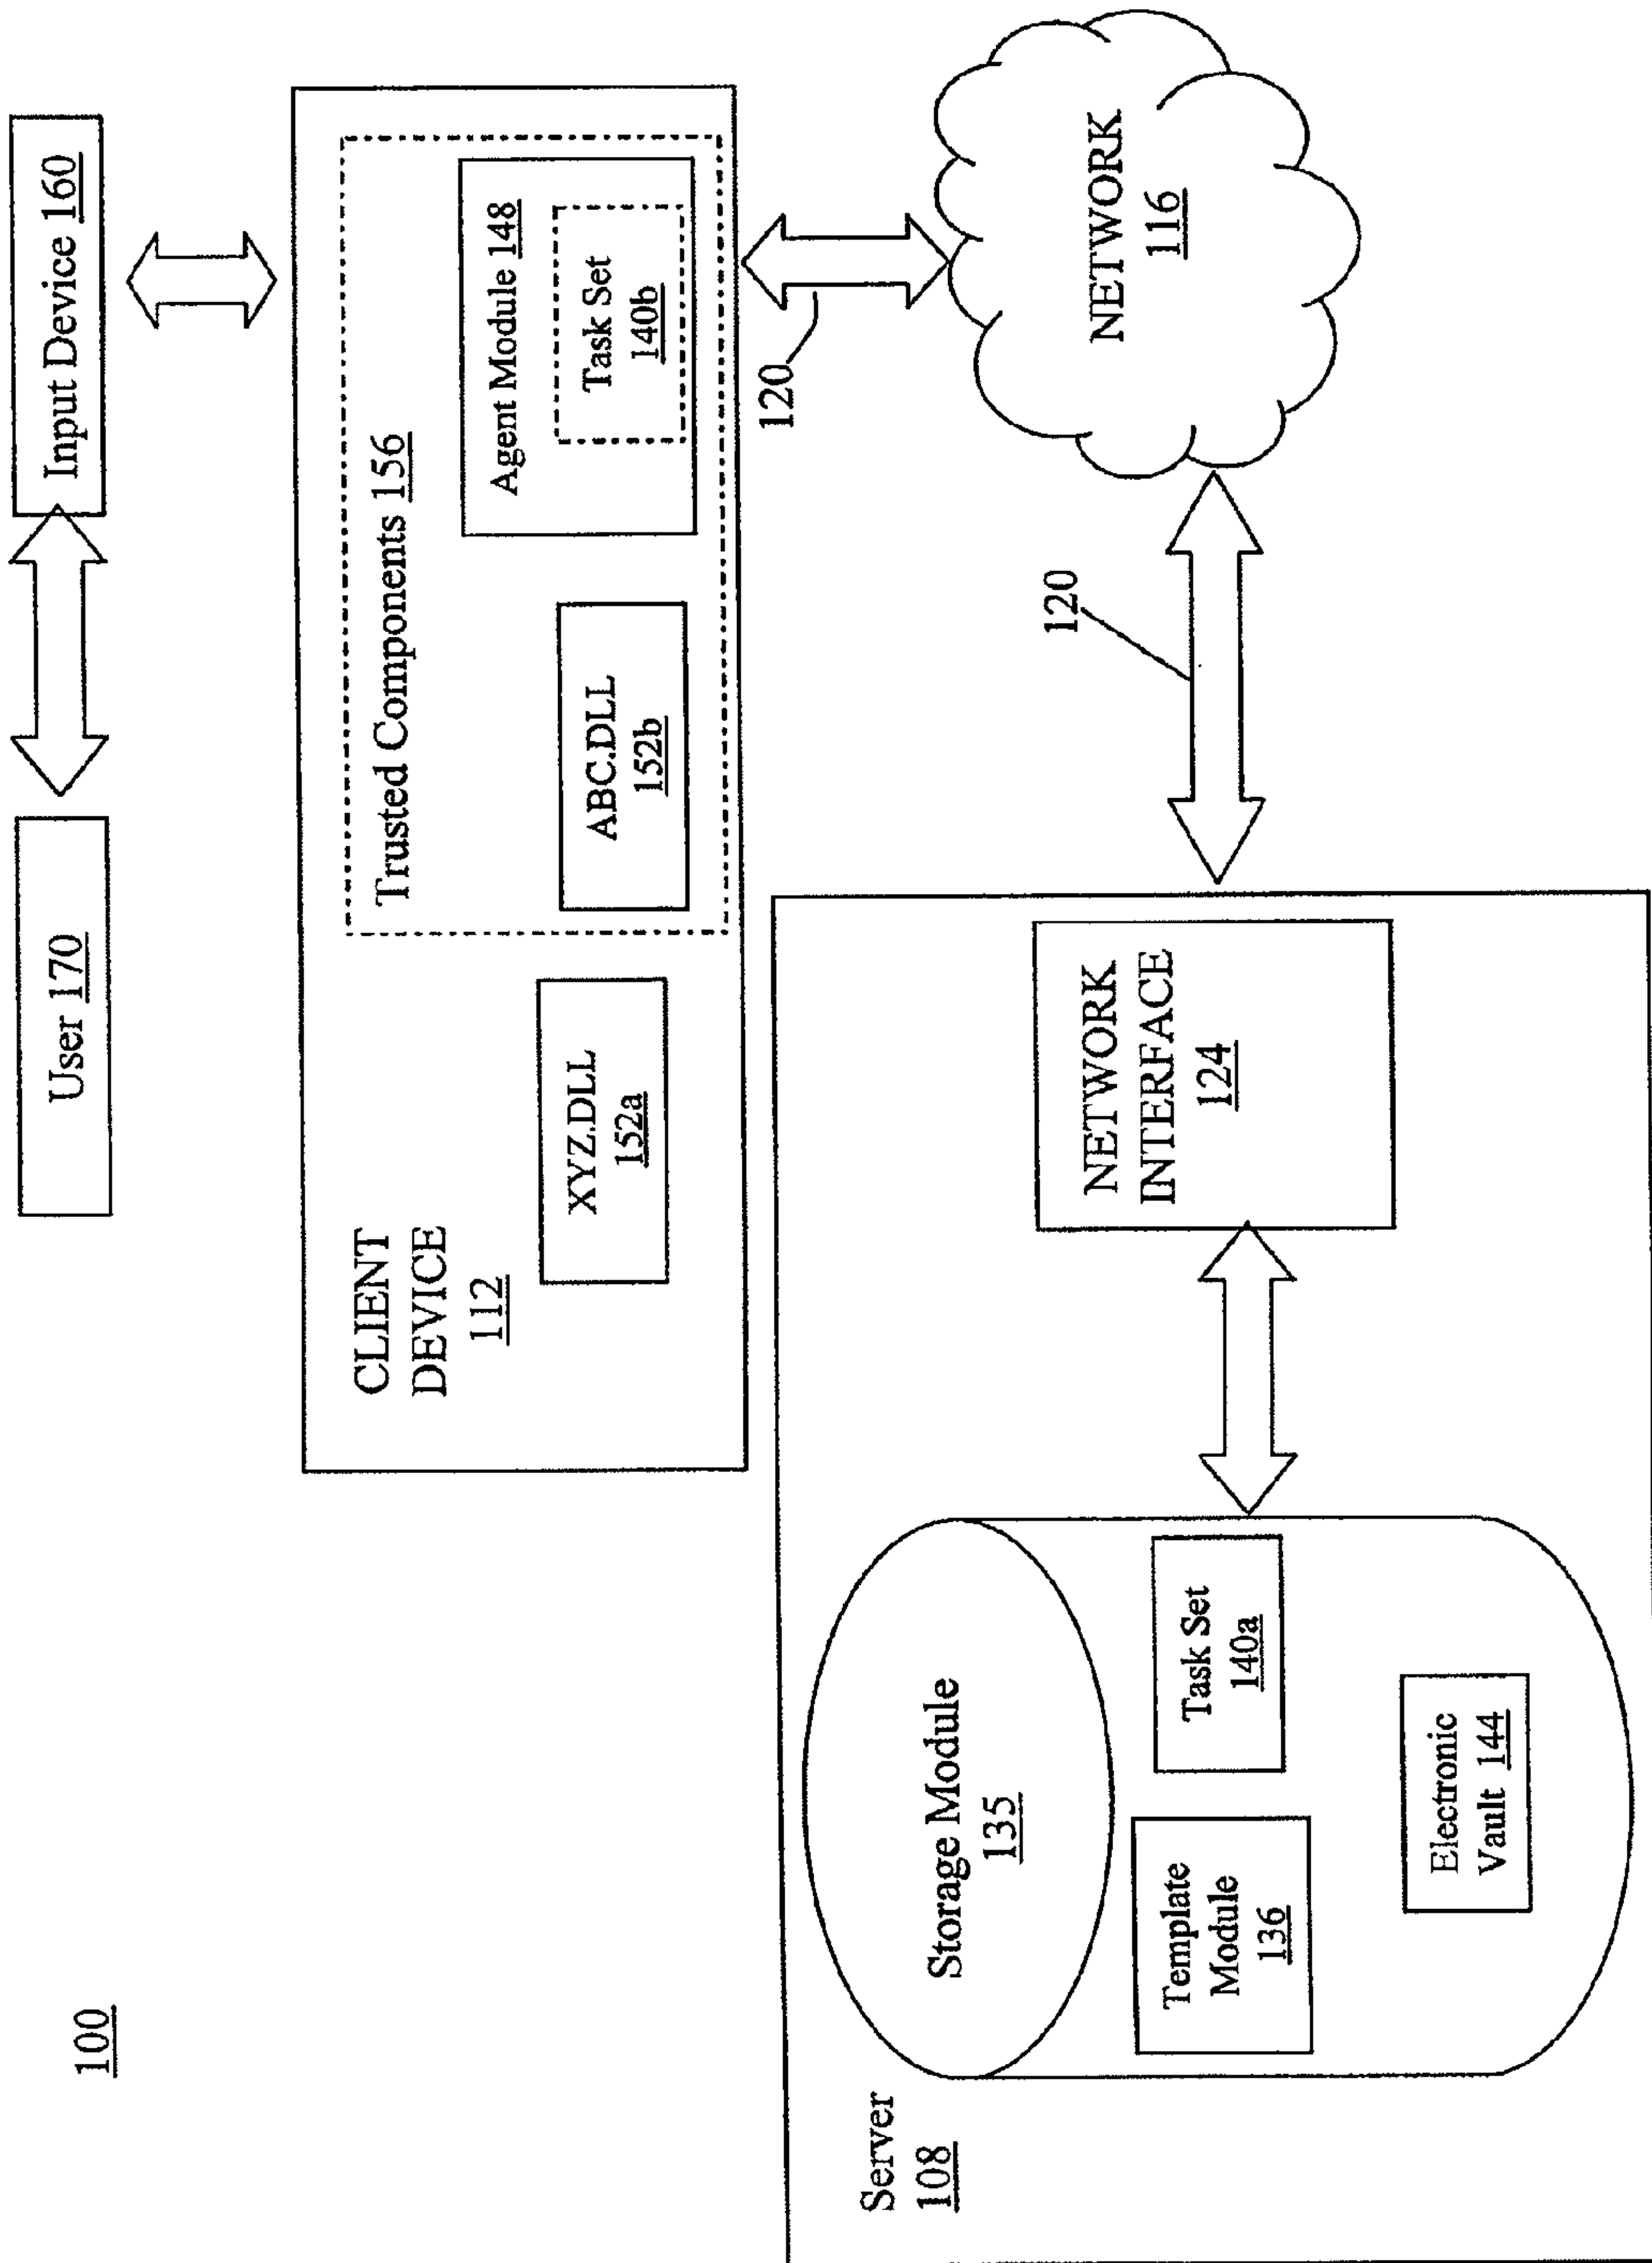 100
User 170
Input Device 160
CLIENT
DEVICE
112
Trusted Components 156
XYZ.DLL
152a
ABC.DLL
152b
Agent Module 148
Task Set
140b
120
Server
108
Storage Module
135
Template
Module
136
Task Set
140a
Electronic
Vault 144
NETWORK
INTERFACE
124
120
NETWORK
116